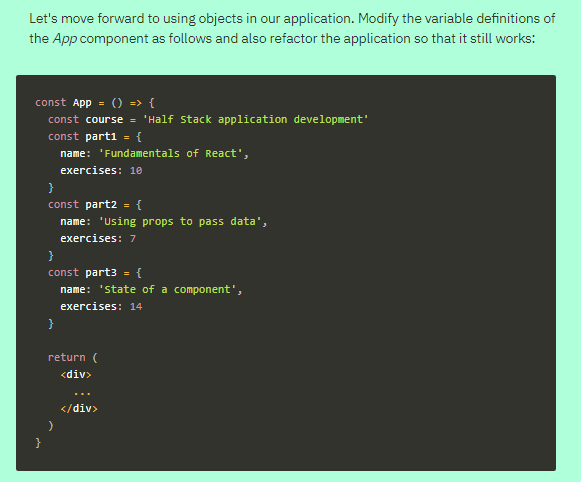 Let's move forward to using objects in our application. Modify the variable definitions of
the App component as follows and also refactor the application so that it still works:
const App = () => {
  const course = 'Half Stack application development'
  const part1 = {
    name: 'Fundamentals of React',
    exercises: 10
  }
  const part2 = {
    name: 'Using props to pass data',
    exercises: 7
  }
  const part3 = {
    name: 'State of a component',
    exercises: 14
  }

  return (
    <div>
      ...
    </div>
  )
}